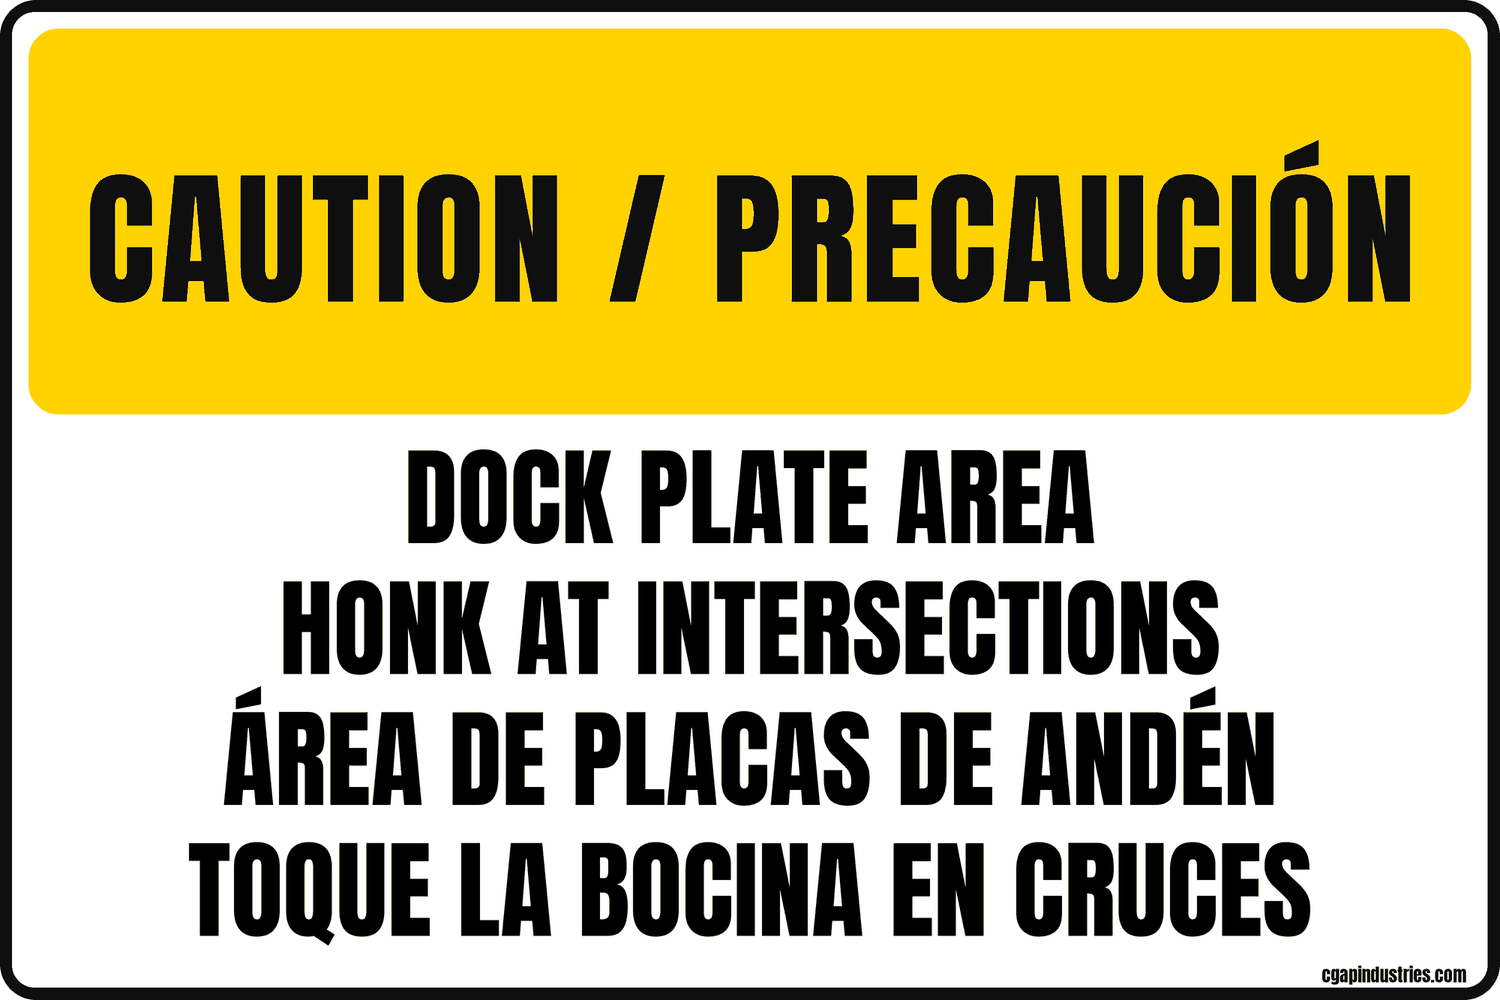 CAUTION / PRECAUCIÓN
DOCK PLATE AREA
HONK AT INTERSECTIONS
ÁREA DE PLACAS DE ANDÉN
TOQUE LA BOCINA EN CRUCES
cgapindustries.com